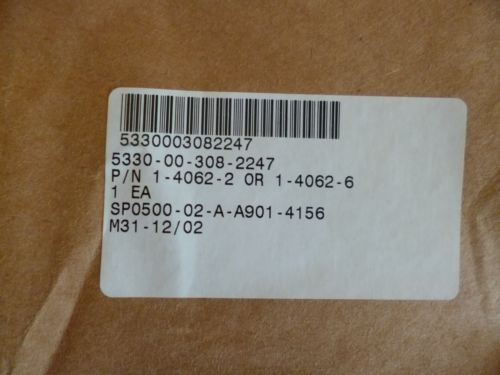 5330003082247
5330-00-308-2247
P/N 1-4062-2 OR 1-4062-6
1 EA
SP0500-02-A-A901-4156
M31-12/02